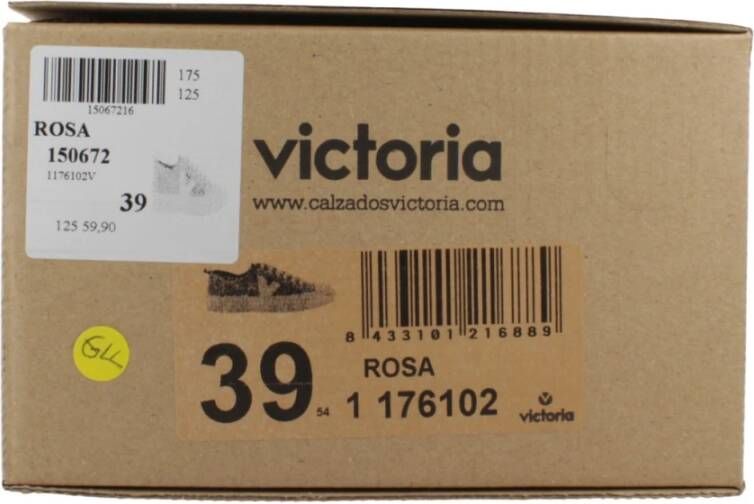 175
125
15067216
ROSA
150672
1176102V
39
125 59,90
victoria
www.calzadosvictoria.com
8 433101 216889
39
54
ROSA
1 176102
victoria
GLL